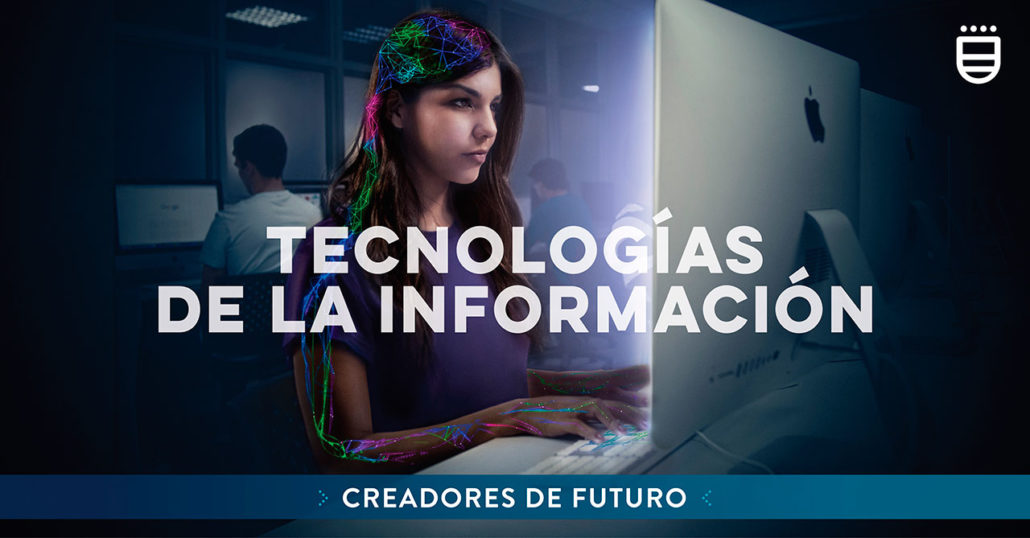 TECNOLOGÍAS
DE LA INFORMACIÓN
CREADORES DE FUTURO